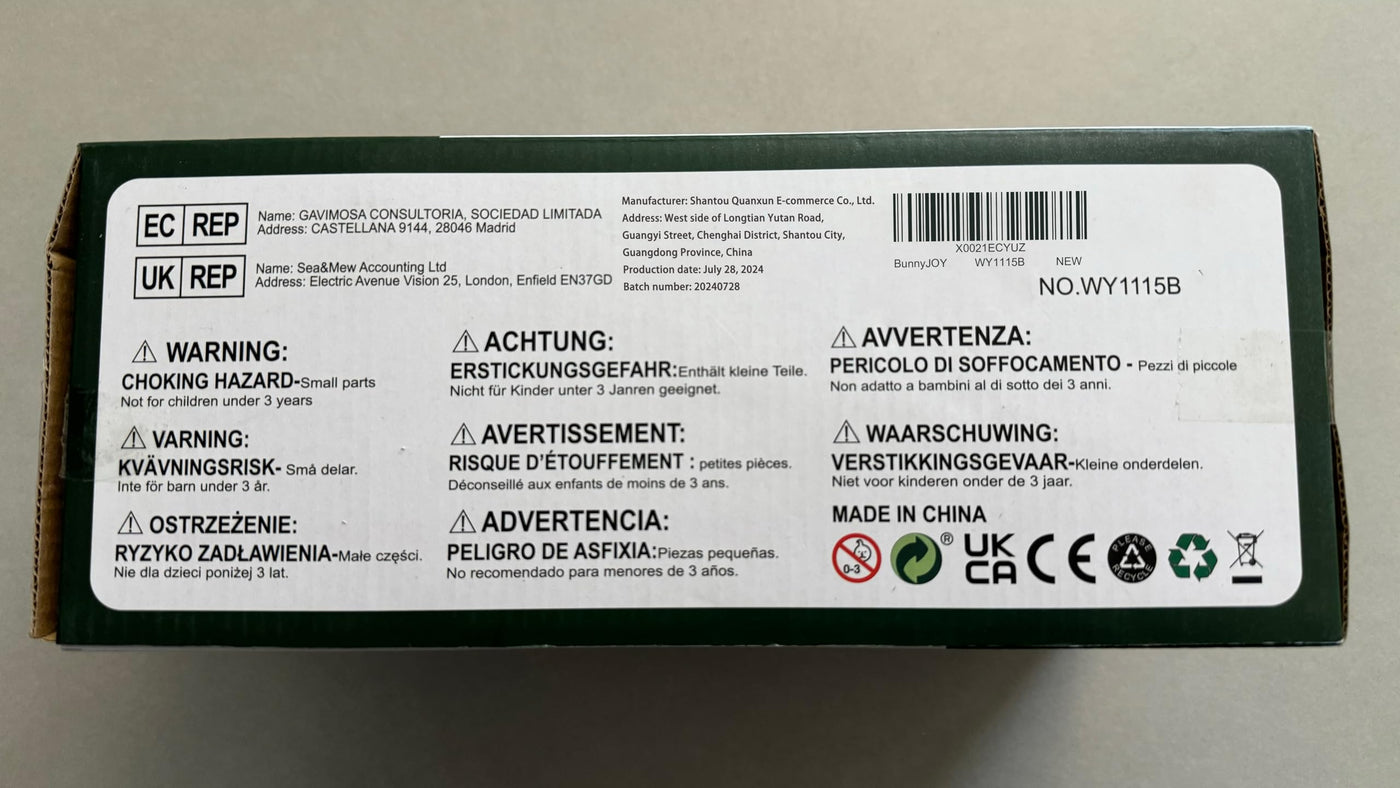 EC REP
Name: GAVIMOSA CONSULTORIA, SOCIEDAD LIMITADA
Address: CASTELLANA 9144, 28046 Madrid
UK REP
Name: Sea&Mew Accounting Ltd
Address: Electric Avenue Vision 25, London, Enfield EN37GD
Manufacturer: Shantou Quanxun E-commerce Co., Ltd.
Address: West side of Longtian Yutan Road,
Guangyi Street, Chenghai District, Shantou City,
Guangdong Province, China
Production date: July 28, 2024
Batch number: 20240728
X0021ECYUZ
BunnyJOY WY1115B NEW
NO.WY1115B
⚠ WARNING:
CHOKING HAZARD-Small parts
Not for children under 3 years
⚠ VARNING:
KVÄVNINGSRISK- Små delar.
Inte för barn under 3 år.
⚠ OSTRZEŻENIE:
RYZYKO ZADŁAWIENIA-Małe części.
Nie dla dzieci poniżej 3 lat.
⚠ ACHTUNG:
ERSTICKUNGSGEFAHR:Enthält kleine Teile.
Nicht für Kinder unter 3 Janren geeignet.
⚠ AVERTISSEMENT:
RISQUE D'ÉTOUFFEMENT : petites pièces.
Déconseillé aux enfants de moins de 3 ans.
⚠ ADVERTENCIA:
PELIGRO DE ASFIXIA:Piezas pequeñas.
No recomendado para menores de 3 años.
⚠ AVVERTENZA:
PERICOLO DI SOFFOCAMENTO - Pezzi di piccole
Non adatto a bambini al di sotto dei 3 anni.
⚠ WAARSCHUWING:
VERSTIKKINGSGEVAAR-Kleine onderdelen.
Niet voor kinderen onder de 3 jaar.
MADE IN CHINA
0-3
®
UK
CA
CE
PLEASE
RECYCLE